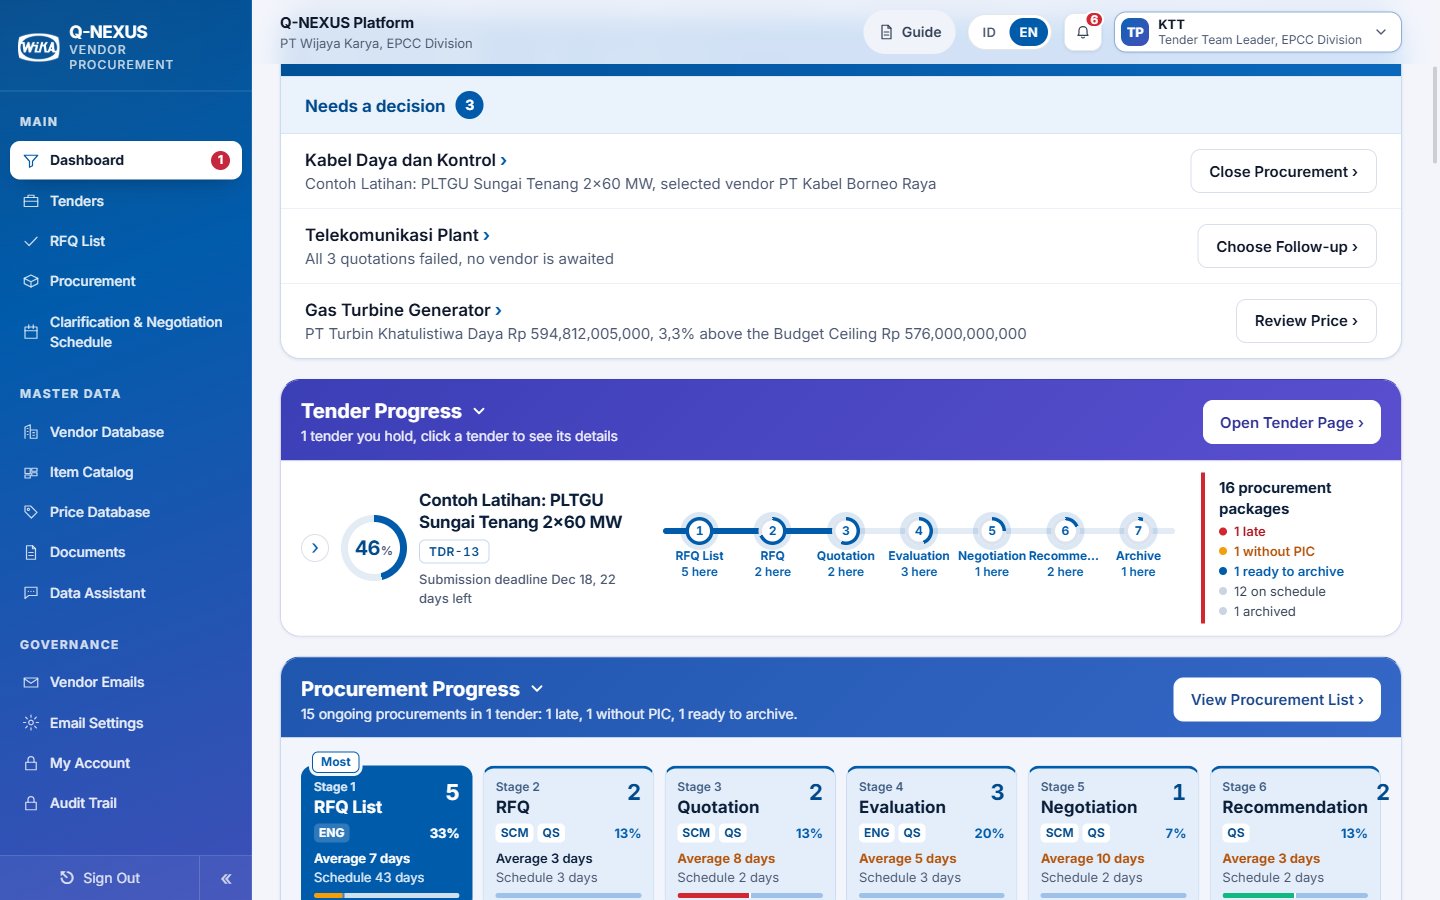 WIKA
Q-NEXUS
VENDOR
PROCUREMENT
MAIN
Dashboard 1
Tenders
RFQ List
Procurement
Clarification & Negotiation
Schedule
MASTER DATA
Vendor Database
Item Catalog
Price Database
Documents
Data Assistant
GOVERNANCE
Vendor Emails
Email Settings
My Account
Audit Trail
Sign Out «
Q-NEXUS Platform
PT Wijaya Karya, EPCC Division
Guide
ID EN
6
TP
KTT
Tender Team Leader, EPCC Division
Needs a decision 3
Kabel Daya dan Kontrol ›
Contoh Latihan: PLTGU Sungai Tenang 2×60 MW, selected vendor PT Kabel Borneo Raya
Close Procurement ›
Telekomunikasi Plant ›
All 3 quotations failed, no vendor is awaited
Choose Follow-up ›
Gas Turbine Generator ›
PT Turbin Khatulistiwa Daya Rp 594,812,005,000, 3,3% above the Budget Ceiling Rp 576,000,000,000
Review Price ›
Tender Progress
1 tender you hold, click a tender to see its details
Open Tender Page ›
46%
Contoh Latihan: PLTGU
Sungai Tenang 2×60 MW
TDR-13
Submission deadline Dec 18, 22
days left
1 2 3 4 5 6 7
RFQ List RFQ Quotation Evaluation Negotiation Recomme... Archive
5 here 2 here 2 here 3 here 1 here 2 here 1 here
16 procurement
packages
1 late
1 without PIC
1 ready to archive
12 on schedule
1 archived
Procurement Progress
15 ongoing procurements in 1 tender: 1 late, 1 without PIC, 1 ready to archive.
View Procurement List ›
Most
Stage 1
RFQ List 5
ENG 33%
Average 7 days
Schedule 43 days
Stage 2
RFQ 2
SCM QS 13%
Average 3 days
Schedule 3 days
Stage 3
Quotation 2
SCM QS 13%
Average 8 days
Schedule 2 days
Stage 4
Evaluation 3
ENG QS 20%
Average 5 days
Schedule 3 days
Stage 5
Negotiation 1
SCM QS 7%
Average 10 days
Schedule 2 days
Stage 6
Recommendation 2
QS 13%
Average 3 days
Schedule 2 days